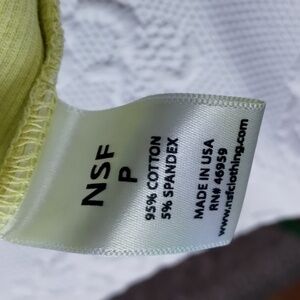 NSF
P
95% COTTON
5% SPANDEX
MADE IN USA
RN# 46959
www.nsfclothing.com